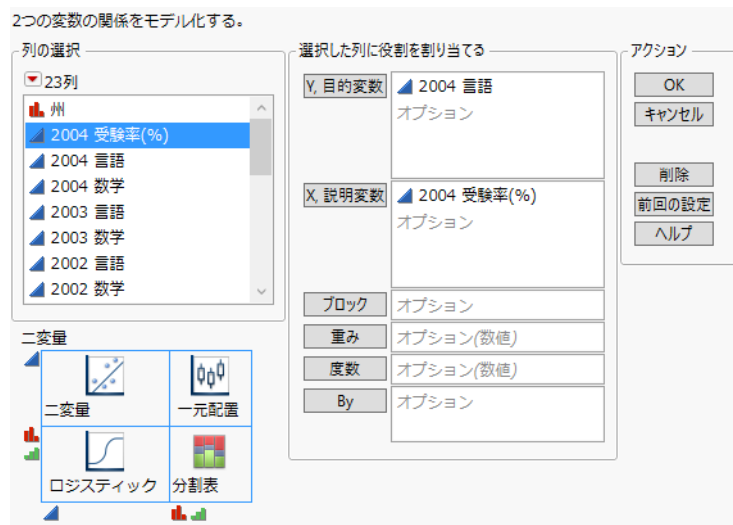 2つの変数の関係をモデル化する。
列の選択
23列
州
2004 受験率(%)
2004 言語
2004 数学
2003 言語
2003 数学
2002 言語
2002 数学
二変量
二変量
一元配置
ロジスティック
分割表
選択した列に役割を割り当てる
Y, 目的変数
2004 言語
オプション
X, 説明変数
2004 受験率(%)
オプション
ブロック
オプション
重み
オプション(数値)
度数
オプション(数値)
By
オプション
アクション
OK
キャンセル
削除
前回の設定
ヘルプ